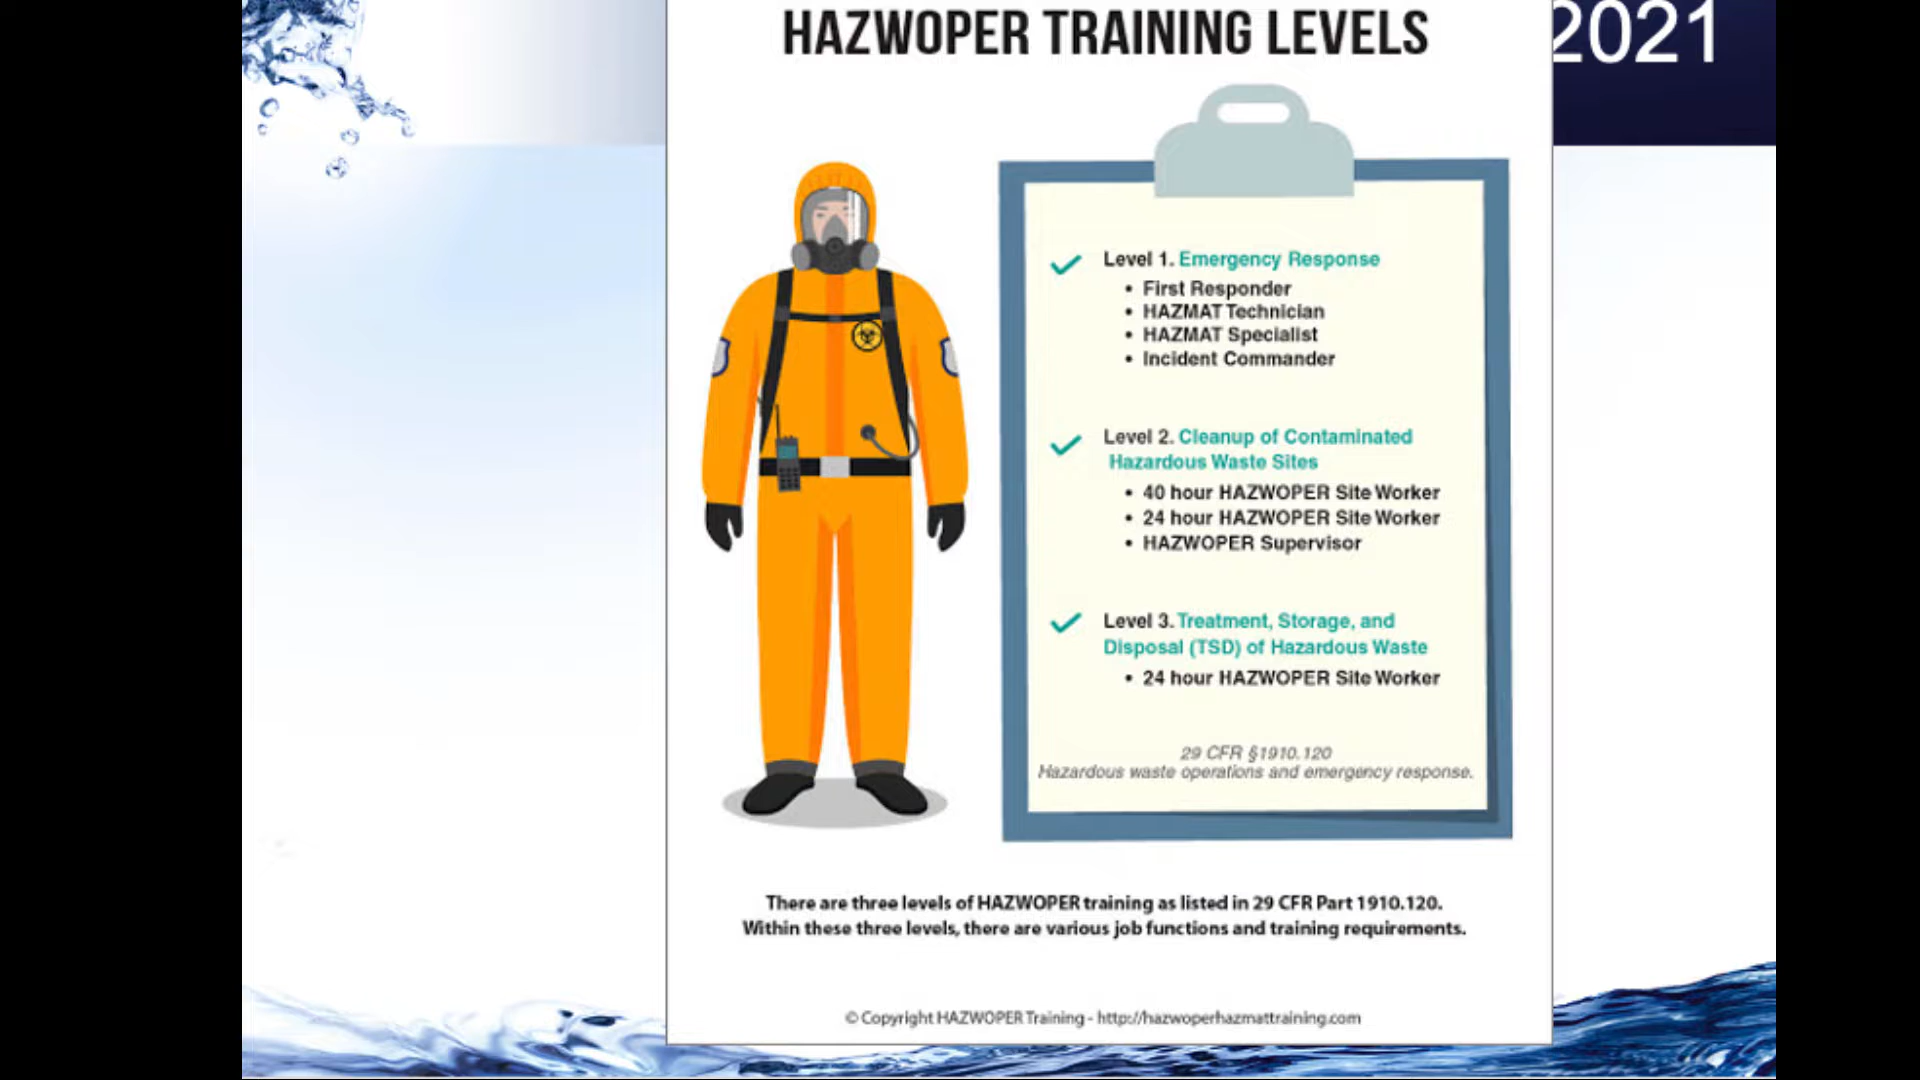 HAZWOPER TRAINING LEVELS
2021
Level 1. Emergency Response
• First Responder
• HAZMAT Technician
• HAZMAT Specialist
• Incident Commander
Level 2. Cleanup of Contaminated
Hazardous Waste Sites
• 40 hour HAZWOPER Site Worker
• 24 hour HAZWOPER Site Worker
• HAZWOPER Supervisor
Level 3. Treatment, Storage, and
Disposal (TSD) of Hazardous Waste
• 24 hour HAZWOPER Site Worker
29 CFR §1910.120
Hazardous waste operations and emergency response.
There are three levels of HAZWOPER training as listed in 29 CFR Part 1910.120.
Within these three levels, there are various job functions and training requirements.
© Copyright HAZWOPER Training - http://hazwoperhazmattraining.com